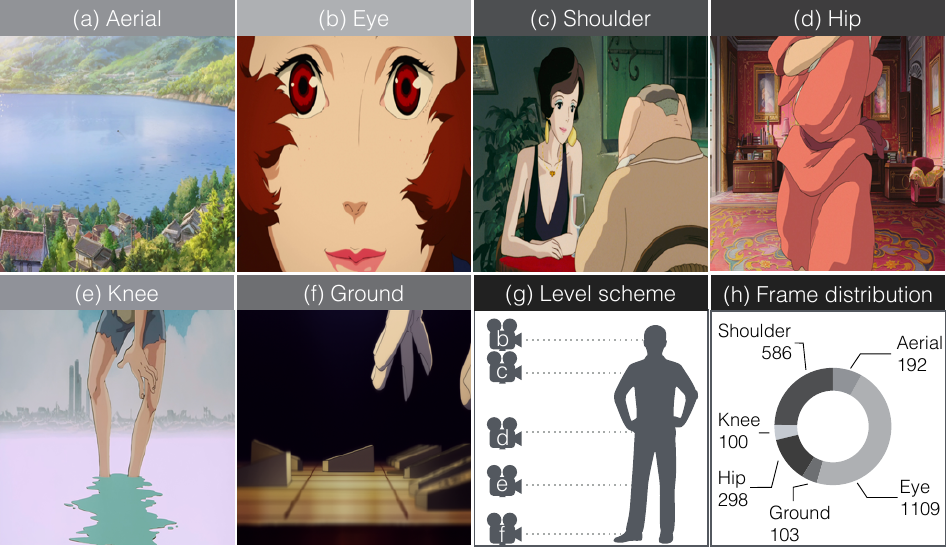 (a) Aerial
(b) Eye
(c) Shoulder
(d) Hip
(e) Knee
(f) Ground
(g) Level scheme
b
c
d
e
f
(h) Frame distribution
Shoulder
586
Aerial
192
Knee
100
Hip
298
Ground
103
Eye
1109